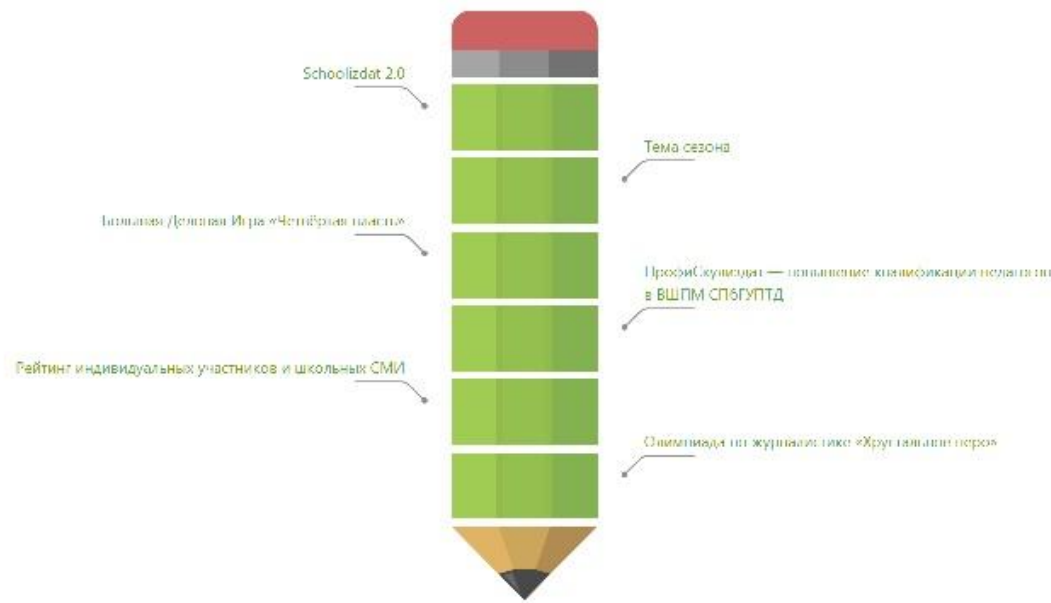 Schoolizdat 2.0
Тема сезона
Большая Деловая Игра «Четвёртая власть»
ПрофиСкулиздат — повышение квалификации педагогов
в ВШПМ СПбГУПТД
Рейтинг индивидуальных участников и школьных СМИ
Олимпиада по журналистике «Хрустальное перо»